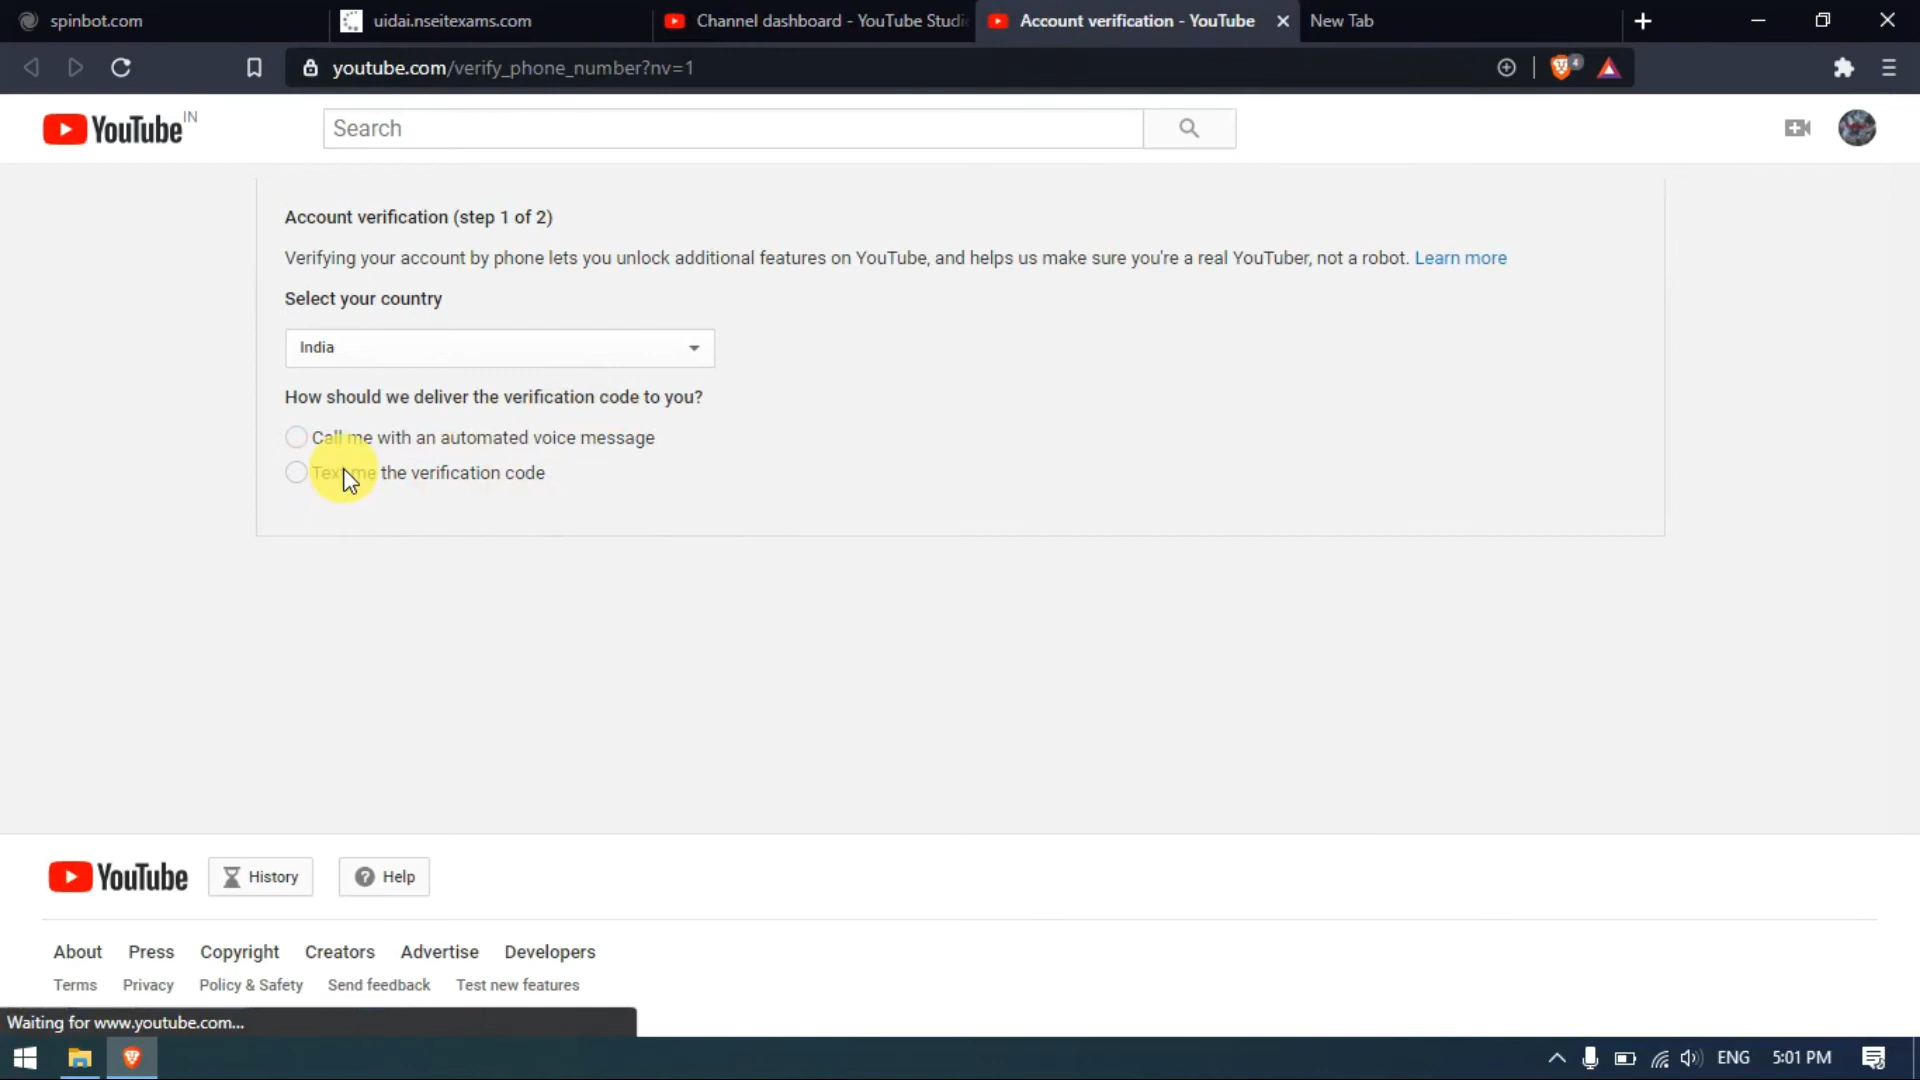 spinbot.com
uidai.nseitexams.com
Channel dashboard - YouTube Studi
Account verification - YouTube
New Tab
youtube.com/verify_phone_number?nv=1
4
YouTube IN
Search
Account verification (step 1 of 2)
Verifying your account by phone lets you unlock additional features on YouTube, and helps us make sure you're a real YouTuber, not a robot. Learn more
Select your country
India
How should we deliver the verification code to you?
Call me with an automated voice message
Text me the verification code
YouTube
History
Help
About Press Copyright Creators Advertise Developers
Terms Privacy Policy & Safety Send feedback Test new features
Waiting for www.youtube.com...
ENG
5:01 PM